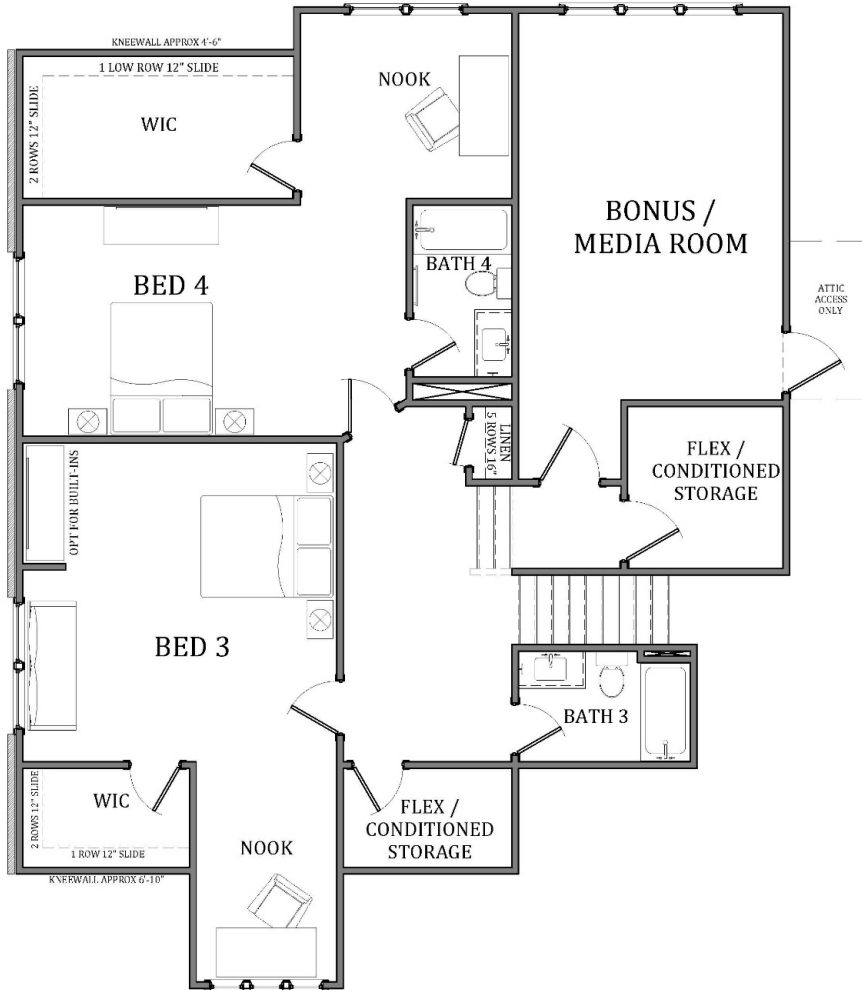 KNEEWALL APPROX 4'-6"
1 LOW ROW 12" SLIDE
2 ROWS 12" SLIDE
WIC
NOOK
BONUS /
MEDIA ROOM
BATH 4
BED 4
ATTIC
ACCESS
ONLY
LINEN
5 ROWS 16"
FLEX /
CONDITIONED
STORAGE
OPT FOR BUILT-INS
BED 3
BATH 3
2 ROWS 12" SLIDE
WIC
1 ROW 12" SLIDE
KNEEWALL APPROX 6'-10"
NOOK
FLEX /
CONDITIONED
STORAGE